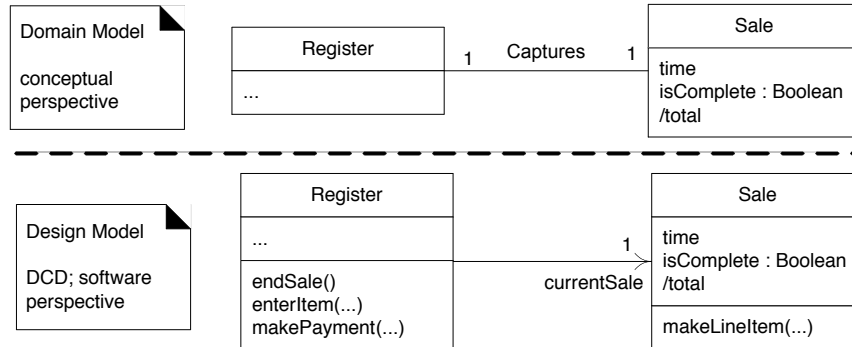 Domain Model
conceptual
perspective
Register
...
1
Captures
1
Sale
time
isComplete : Boolean
/total
Design Model
DCD; software
perspective
Register
...
endSale()
enterItem(...)
makePayment(...)
1
currentSale
Sale
time
isComplete : Boolean
/total
makeLineItem(...)